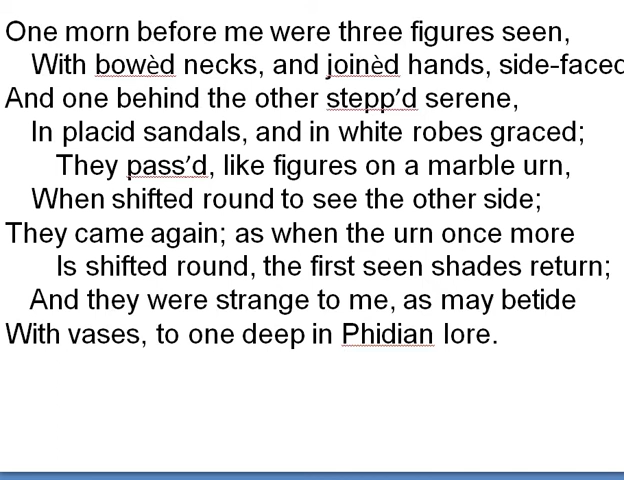 One morn before me were three figures seen,
With bowèd necks, and joinèd hands, side-faced
And one behind the other stepp’d serene,
In placid sandals, and in white robes graced;
They pass’d, like figures on a marble urn,
When shifted round to see the other side;
They came again; as when the urn once more
Is shifted round, the first seen shades return;
And they were strange to me, as may betide
With vases, to one deep in Phidian lore.